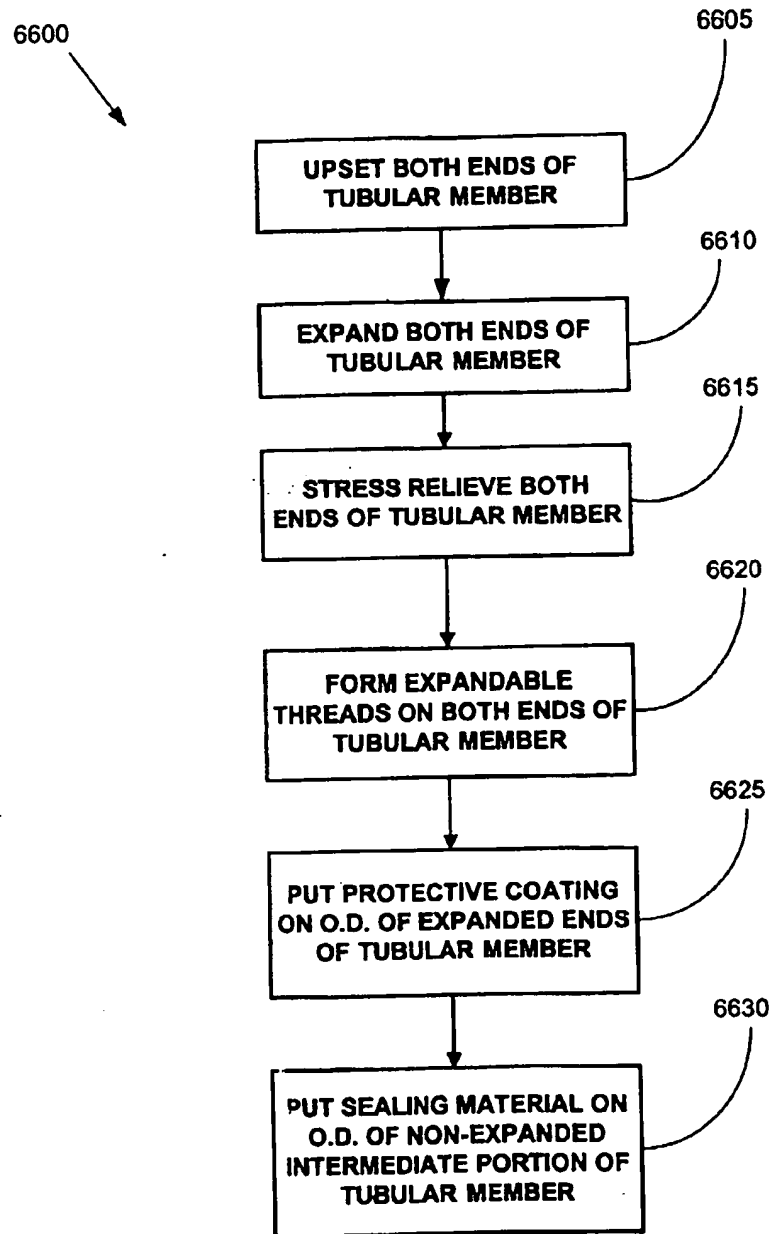 6600
6605
UPSET BOTH ENDS OF
TUBULAR MEMBER
6610
EXPAND BOTH ENDS OF
TUBULAR MEMBER
6615
STRESS RELIEVE BOTH
ENDS OF TUBULAR MEMBER
6620
FORM EXPANDABLE
THREADS ON BOTH ENDS OF
TUBULAR MEMBER
6625
PUT PROTECTIVE COATING
ON O.D. OF EXPANDED ENDS
OF TUBULAR MEMBER
6630
PUT SEALING MATERIAL ON
O.D. OF NON-EXPANDED
INTERMEDIATE PORTION OF
TUBULAR MEMBER